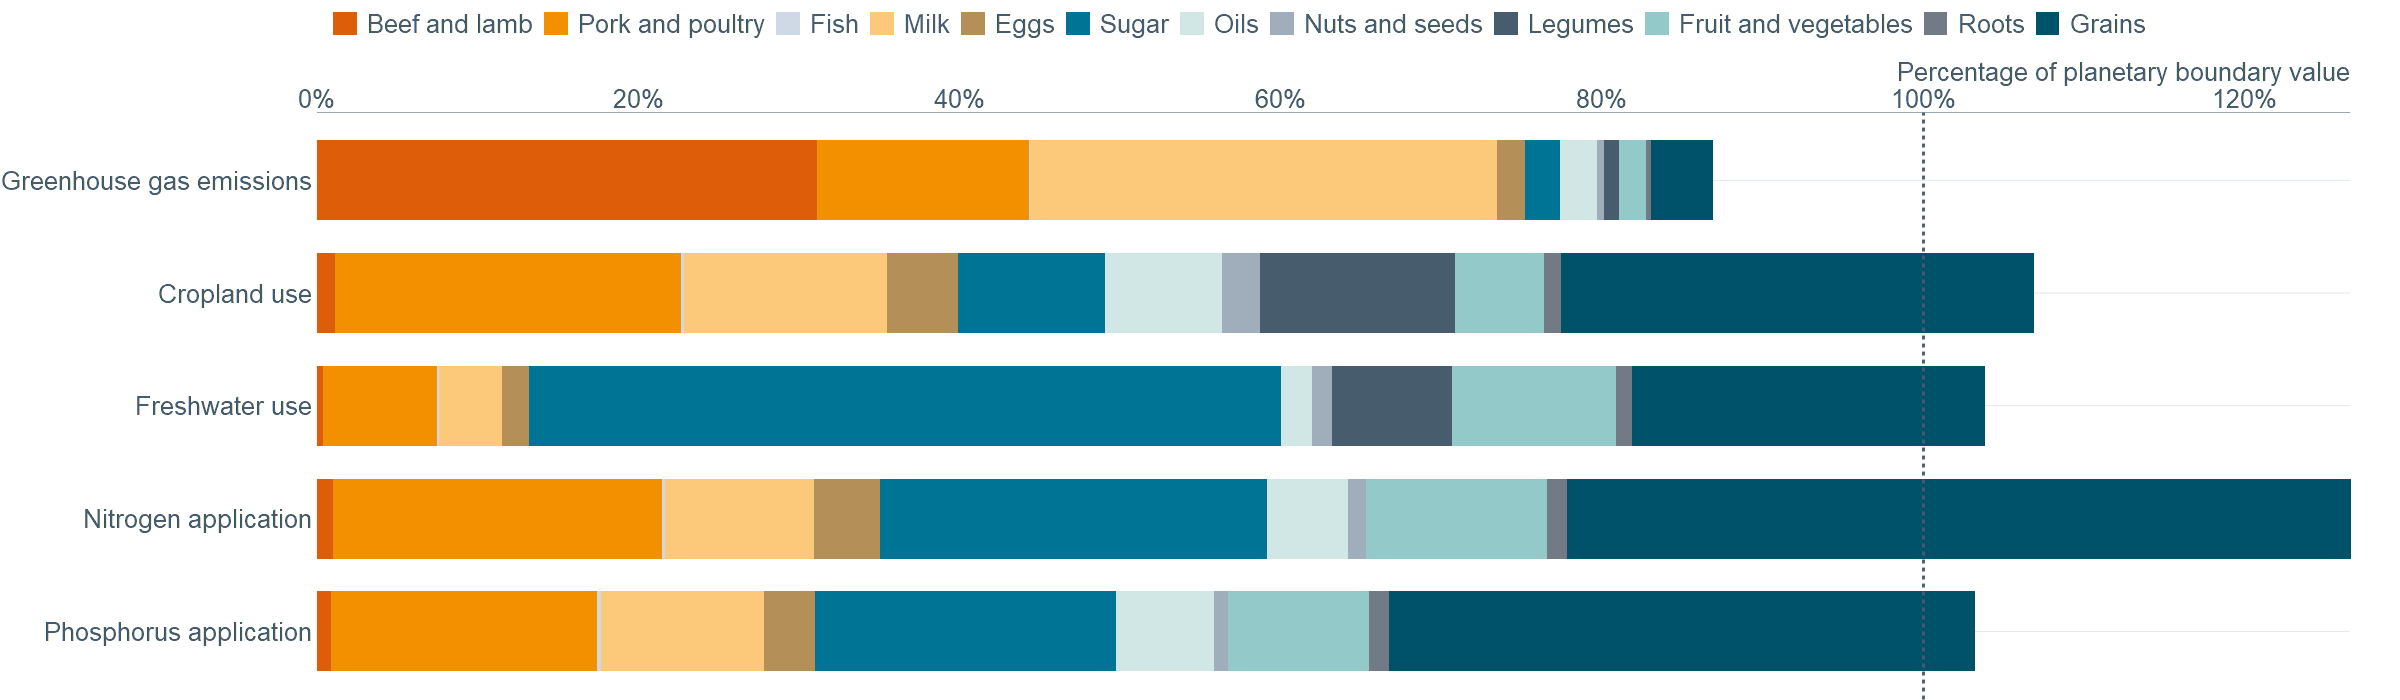 Beef and lamb Pork and poultry Fish Milk Eggs Sugar Oils Nuts and seeds Legumes Fruit and vegetables Roots Grains
Percentage of planetary boundary value
0% 20% 40% 60% 80% 100% 120%
Greenhouse gas emissions
Cropland use
Freshwater use
Nitrogen application
Phosphorus application